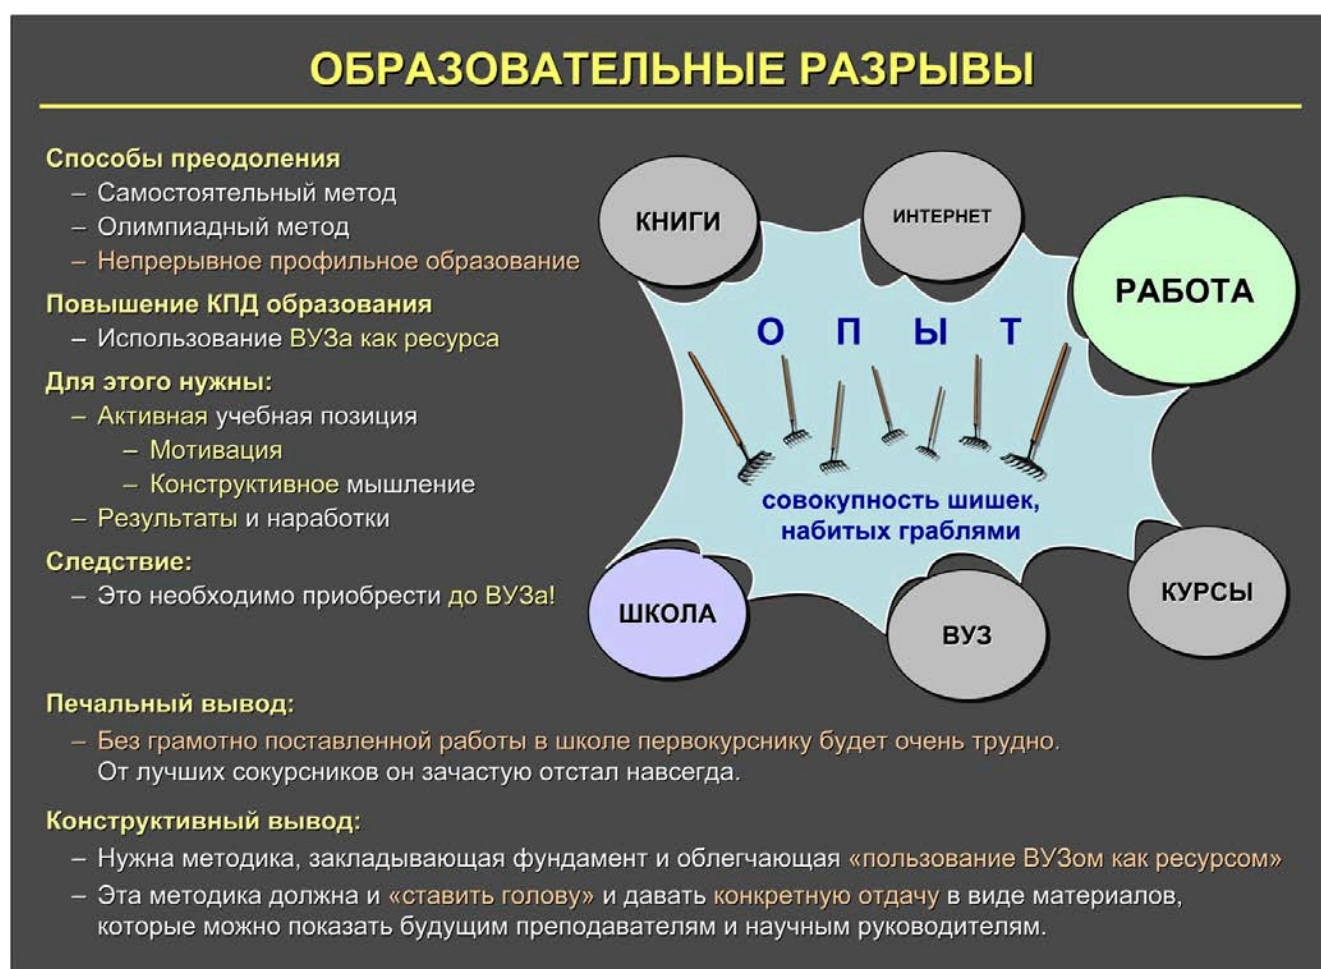 ОБРАЗОВАТЕЛЬНЫЕ РАЗРЫВЫ
Способы преодоления
– Самостоятельный метод
– Олимпиадный метод
– Непрерывное профильное образование
Повышение КПД образования
– Использование ВУЗа как ресурса
Для этого нужны:
– Активная учебная позиция
– Мотивация
– Конструктивное мышление
– Результаты и наработки
Следствие:
– Это необходимо приобрести до ВУЗа!
КНИГИ
ИНТЕРНЕТ
РАБОТА
О П Ы Т
совокупность шишек,
набитых граблями
ШКОЛА
ВУЗ
КУРСЫ
Печальный вывод:
– Без грамотно поставленной работы в школе первокурснику будет очень трудно.
От лучших сокурсников он зачастую отстал навсегда.
Конструктивный вывод:
– Нужна методика, закладывающая фундамент и облегчающая «пользование ВУЗом как ресурсом»
– Эта методика должна и «ставить голову» и давать конкретную отдачу в виде материалов,
которые можно показать будущим преподавателям и научным руководителям.